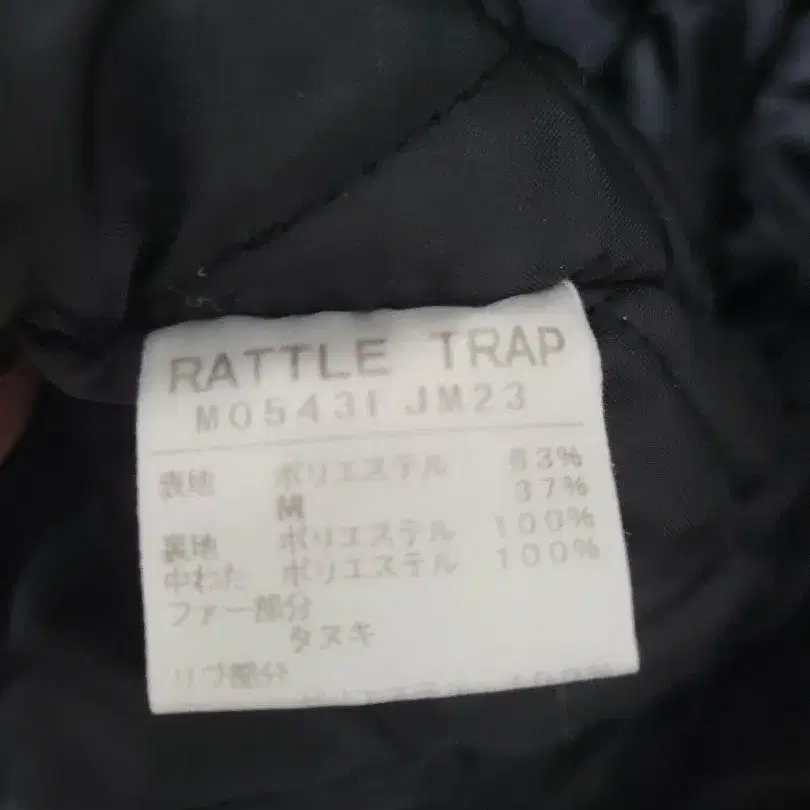 RATTLE TRAP
M0543F JM23
表地 ポリエステル 63%
綿 37%
裏地 ポリエステル 100%
中わた ポリエステル 100%
ファー部分
タヌキ
リブ部分